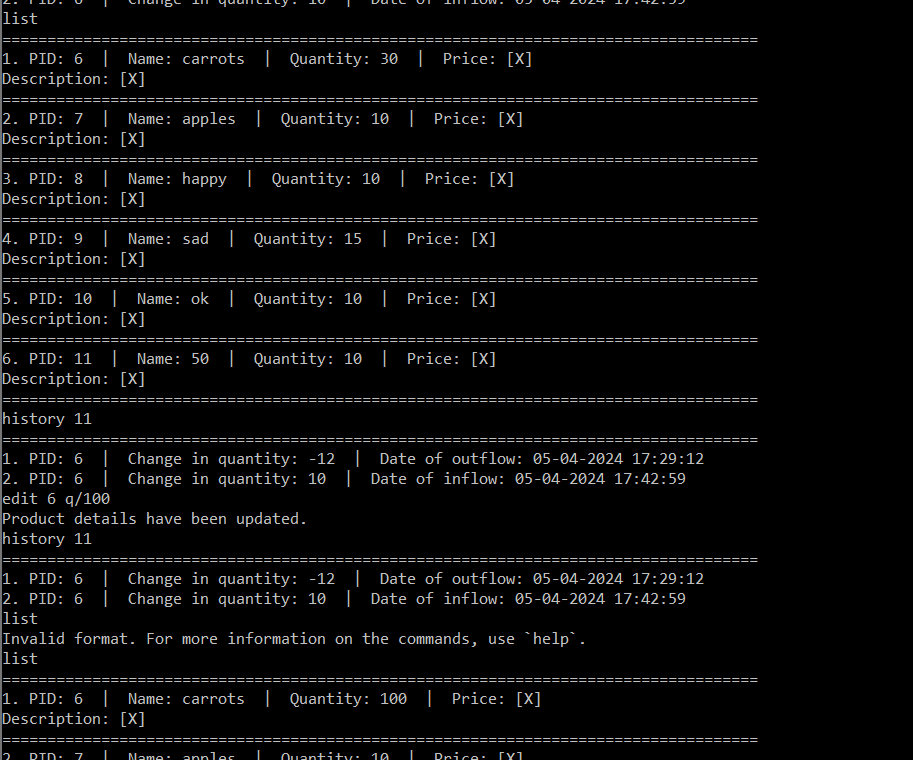 2. PID: 6  |  Change in quantity: 10  |  Date of inflow: 05-04-2024 17:42:59
list
====================================================================================
1. PID: 6  |  Name: carrots  |  Quantity: 30  |  Price: [X]
Description: [X]
====================================================================================
2. PID: 7  |  Name: apples  |  Quantity: 10  |  Price: [X]
Description: [X]
====================================================================================
3. PID: 8  |  Name: happy  |  Quantity: 10  |  Price: [X]
Description: [X]
====================================================================================
4. PID: 9  |  Name: sad  |  Quantity: 15  |  Price: [X]
Description: [X]
====================================================================================
5. PID: 10  |  Name: ok  |  Quantity: 10  |  Price: [X]
Description: [X]
====================================================================================
6. PID: 11  |  Name: 50  |  Quantity: 10  |  Price: [X]
Description: [X]
====================================================================================
history 11
====================================================================================
1. PID: 6  |  Change in quantity: -12  |  Date of outflow: 05-04-2024 17:29:12
2. PID: 6  |  Change in quantity: 10  |  Date of inflow: 05-04-2024 17:42:59
edit 6 q/100
Product details have been updated.
history 11
====================================================================================
1. PID: 6  |  Change in quantity: -12  |  Date of outflow: 05-04-2024 17:29:12
2. PID: 6  |  Change in quantity: 10  |  Date of inflow: 05-04-2024 17:42:59
list
Invalid format. For more information on the commands, use `help`.
list
====================================================================================
1. PID: 6  |  Name: carrots  |  Quantity: 100  |  Price: [X]
Description: [X]
====================================================================================
2. PID: 7  |  Name: apples  |  Quantity: 10  |  Price: [X]